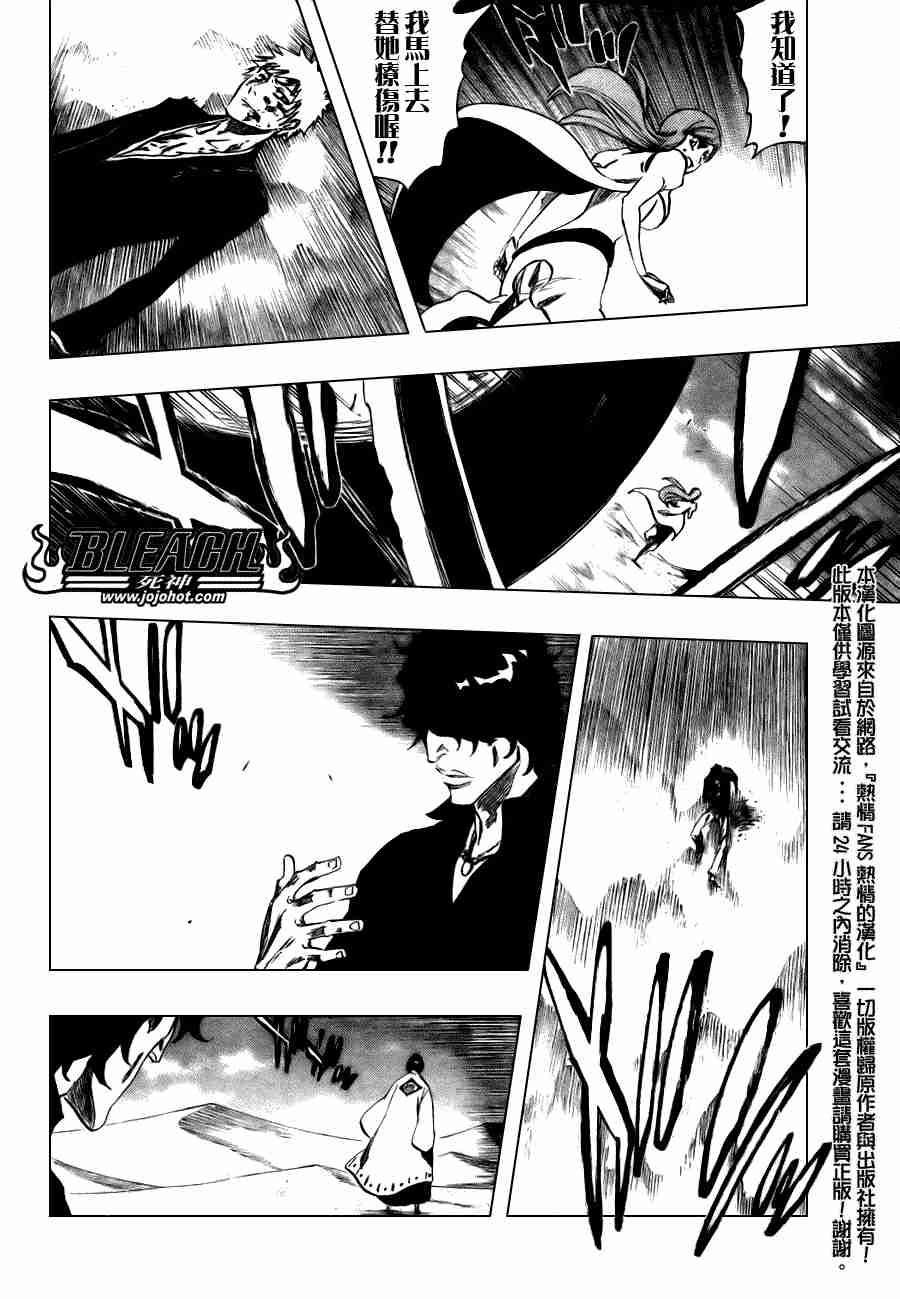 我知道了！
我馬上去
替她療傷喔!!
BLEACH
死神
www.jojohot.com
本漢化圖源來自於網路，『熱情FANS熱情的漢化』一切版權歸原作者與出版社擁有！
此版本僅供學習試看交流…請24小時之內消除，喜歡這套漫畫請購買正版！謝謝。